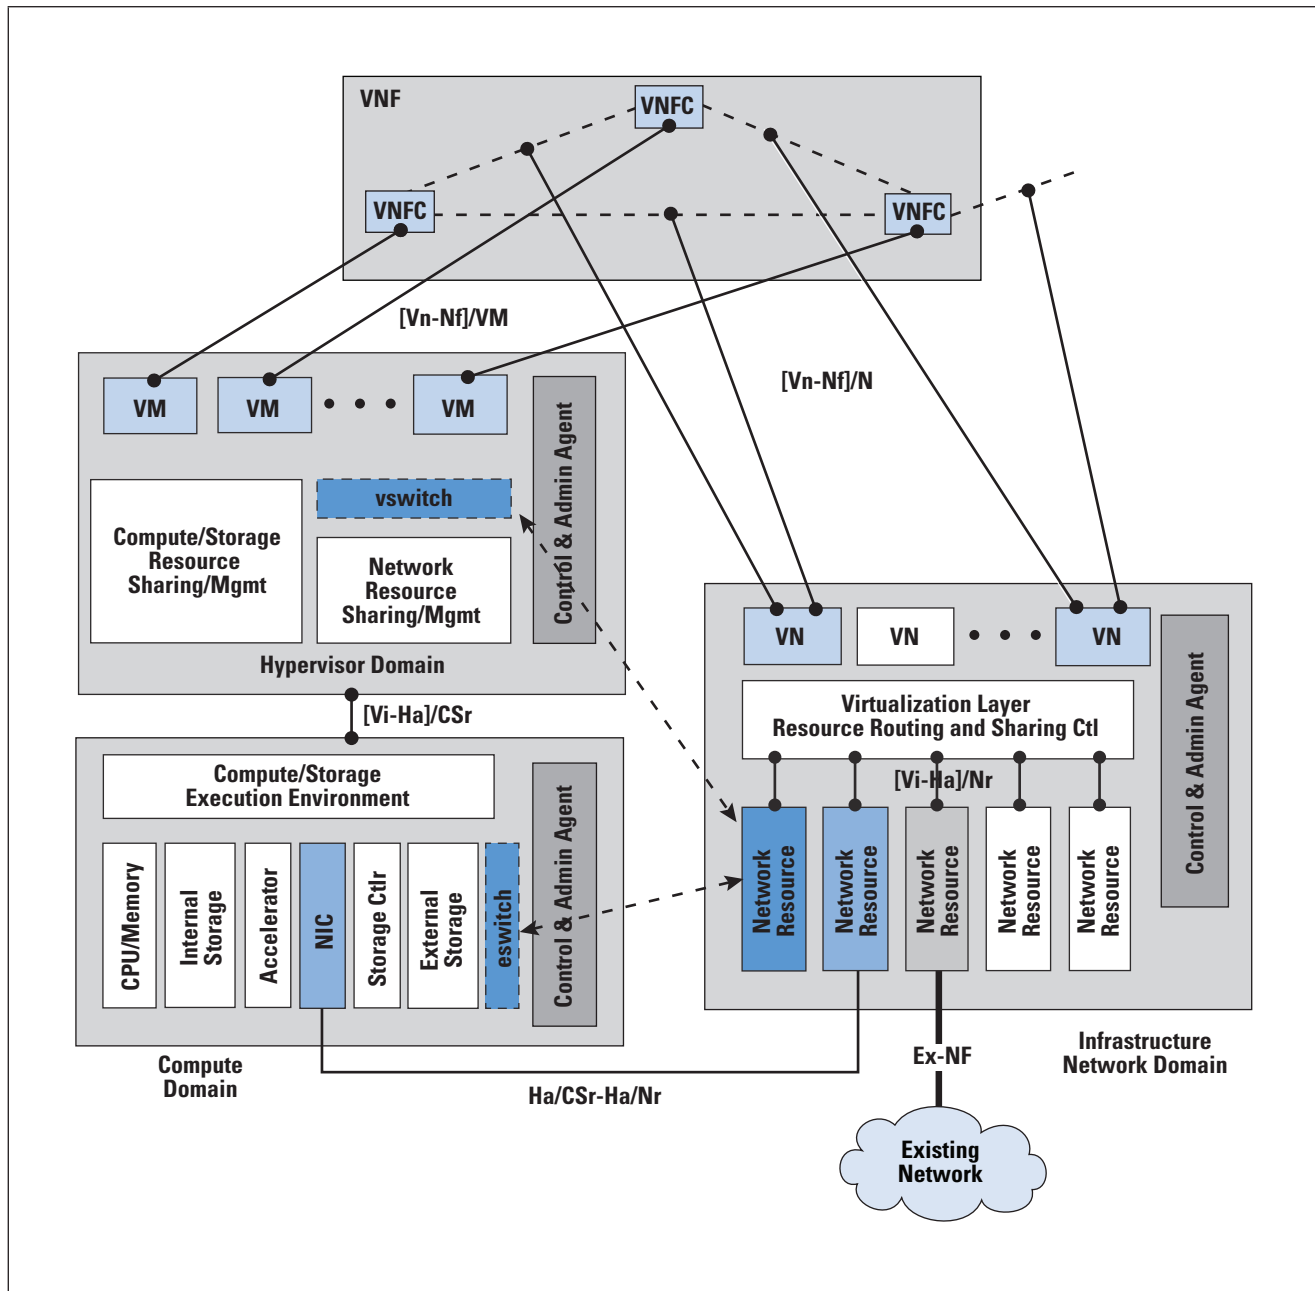 VNF
VNFC
VNFC
VNFC
[Vn-Nf]/VM
[Vn-Nf]/N
VM
VM
VM
Control & Admin Agent
vswitch
Compute/Storage
Resource
Sharing/Mgmt
Network
Resource
Sharing/Mgmt
Hypervisor Domain
[Vi-Ha]/CSr
Compute/Storage
Execution Environment
CPU/Memory
Internal
Storage
Accelerator
NIC
Storage Ctlr
External
Storage
eswitch
Control & Admin Agent
Compute
Domain
Ha/CSr-Ha/Nr
VN
VN
VN
Control & Admin Agent
Virtualization Layer
Resource Routing and Sharing Ctl
[Vi-Ha]/Nr
Network
Resource
Network
Resource
Network
Resource
Network
Resource
Network
Resource
Infrastructure
Network Domain
Ex-NF
Existing
Network